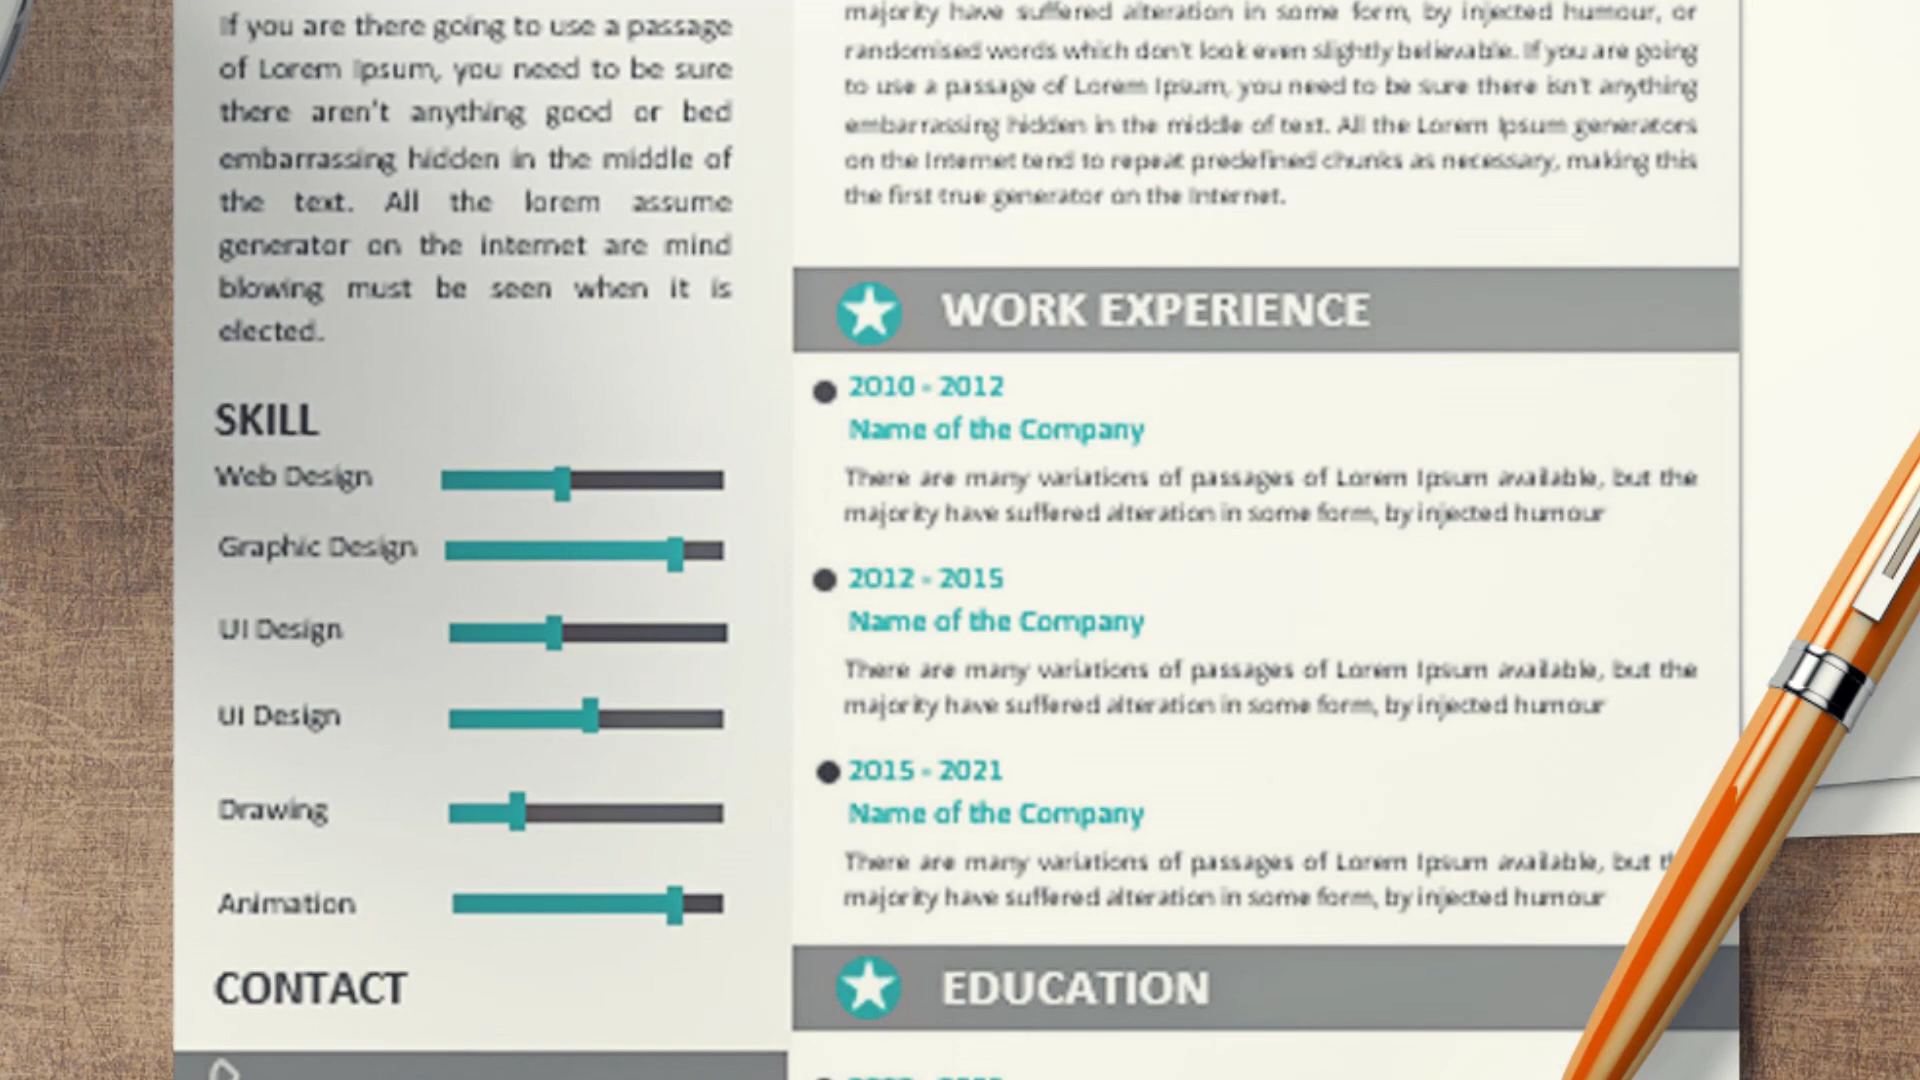 If you are there going to use a passage
of Lorem Ipsum, you need to be sure
there aren't anything good or bed
embarrassing hidden in the middle of
the text. All the lorem assume
generator on the internet are mind
blowing must be seen when it is
elected.
SKILL
Web Design
Graphic Design
UI Design
UI Design
Drawing
Animation
CONTACT
majority have suffered alteration in some form, by injected humour, or
randomised words which don't look even slightly believable. If you are going
to use a passage of Lorem Ipsum, you need to be sure there isn't anything
embarrassing hidden in the middle of text. All the Lorem Ipsum generators
on the Internet tend to repeat predefined chunks as necessary, making this
the first true generator on the Internet.
WORK EXPERIENCE
2010 - 2012
Name of the Company
There are many variations of passages of Lorem Ipsum available, but the
majority have suffered alteration in some form, by injected humour
2012 - 2015
Name of the Company
There are many variations of passages of Lorem Ipsum available, but the
majority have suffered alteration in some form, by injected humour
2015 - 2021
Name of the Company
There are many variations of passages of Lorem Ipsum available, but
majority have suffered alteration in some form, by injected humour
EDUCATION